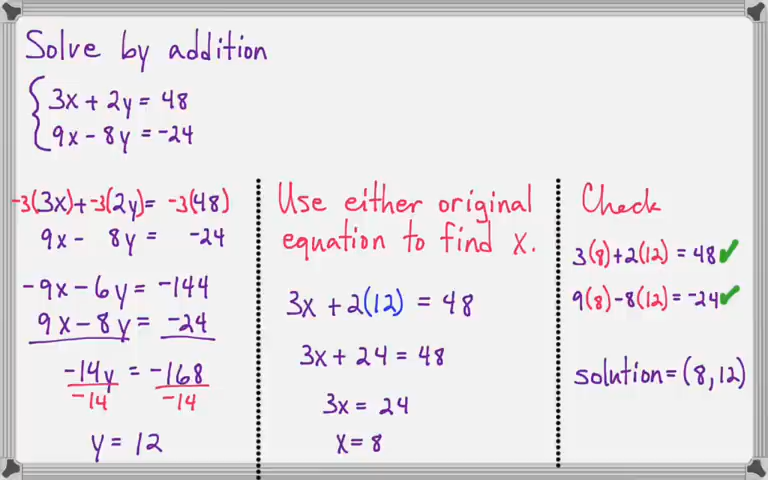 Solve by addition
3x + 2y = 48
9x - 8y = -24
-3(3x)+-3(2y)= -3(48)
9x - 8y = -24
-9x - 6y = -144
9x - 8y = -24
-14y = -168
-14 -14
y = 12
Use either original
equation to find x.
3x + 2(12) = 48
3x + 24 = 48
3x = 24
x = 8
Check
3(8)+2(12) = 48✓
9(8)-8(12) = -24✓
solution = (8,12)